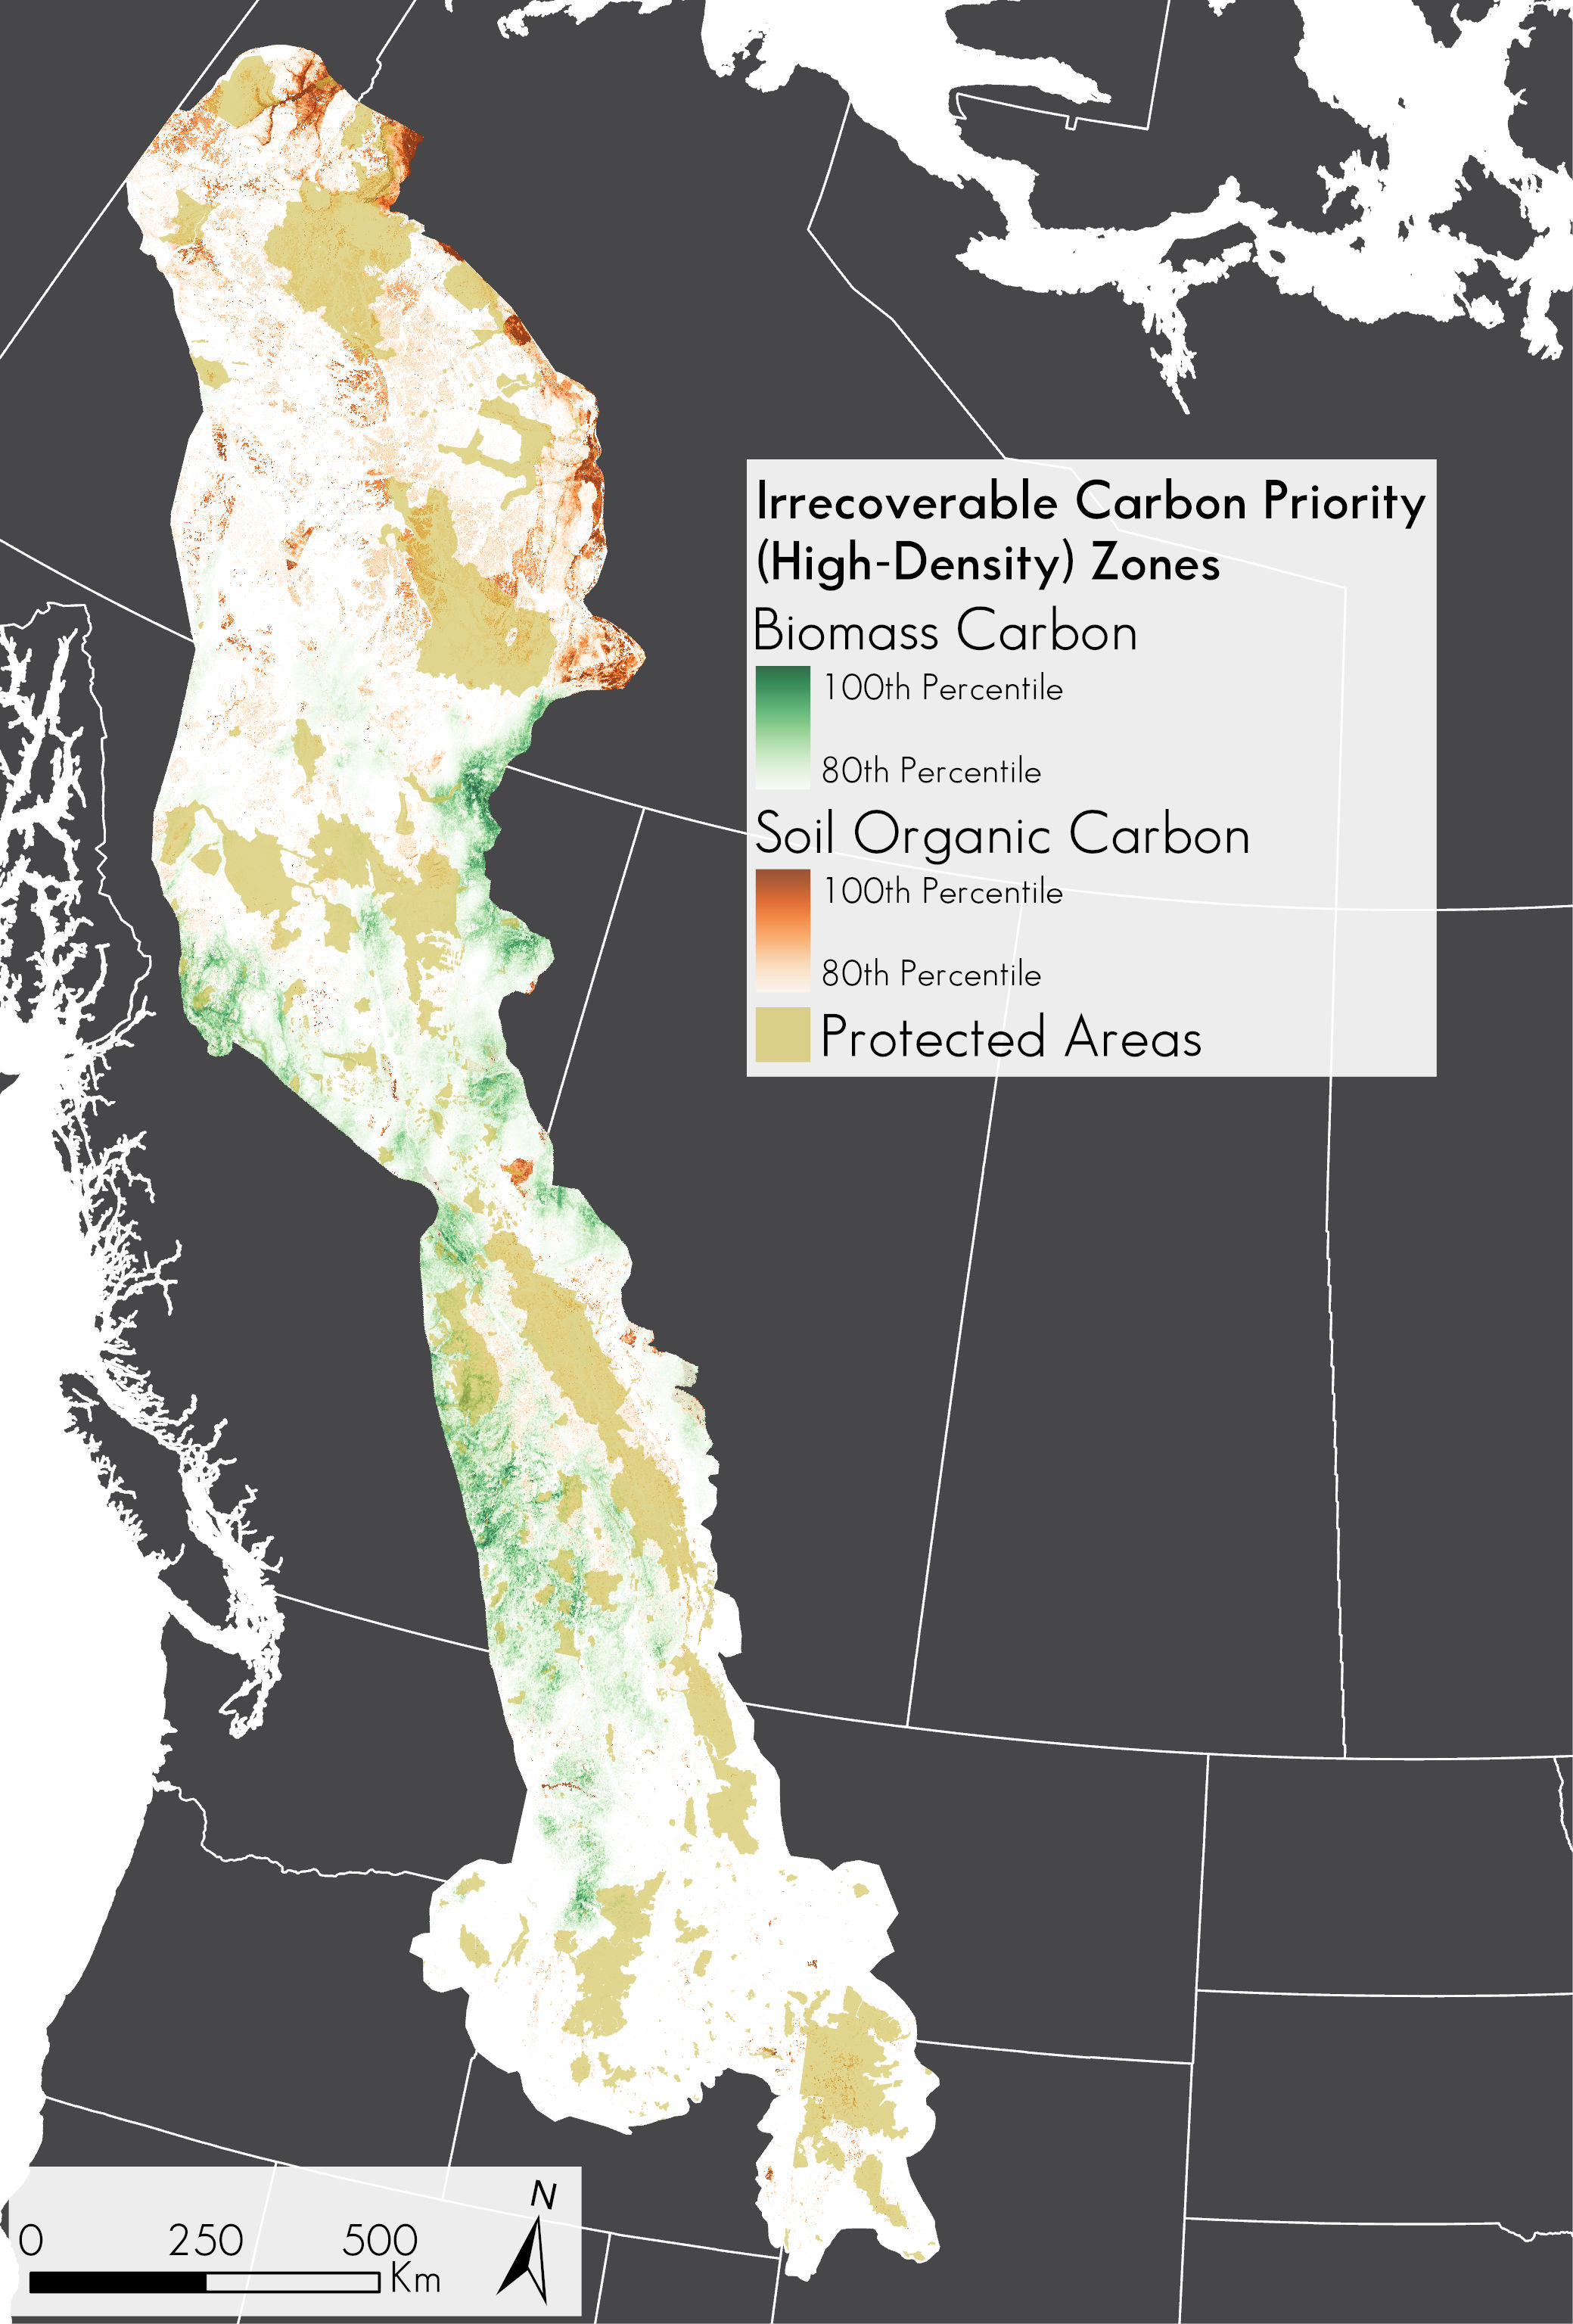 Irrecoverable Carbon Priority
(High-Density) Zones
Biomass Carbon
100th Percentile
80th Percentile
Soil Organic Carbon
100th Percentile
80th Percentile
Protected Areas
N
0 250 500
Km